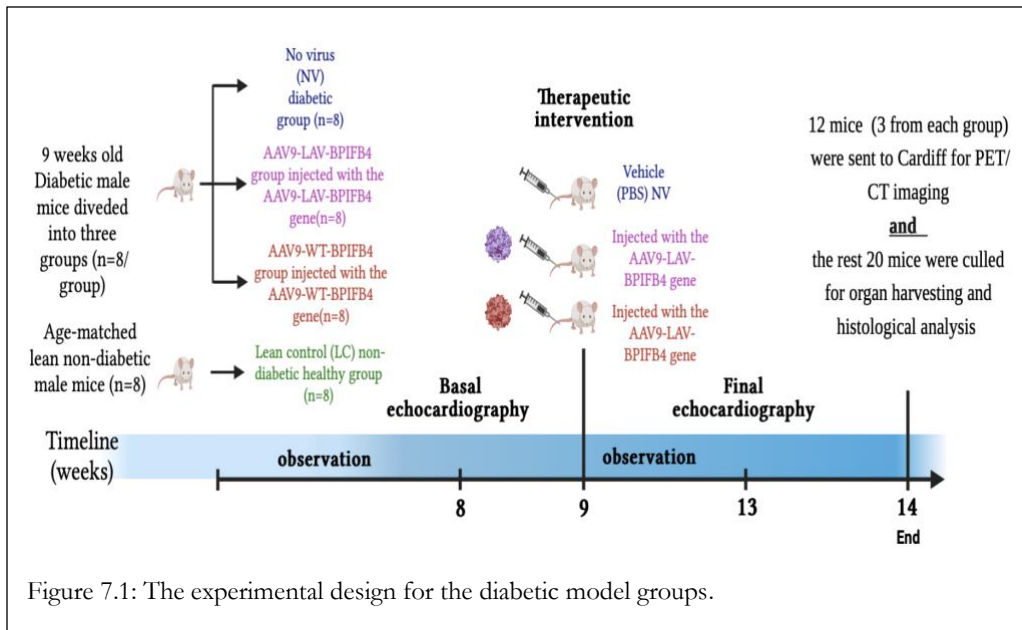 No virus
(NV)
diabetic
group (n=8)
9 weeks old
Diabetic male
mice diveded
into three
groups (n=8/
group)
AAV9-LAV-BPIFB4
group injected with the
AAV9-LAV-BPIFB4
gene(n=8)
AAV9-WT-BPIFB4
group injected with the
AAV9-WT-BPIFB4
gene(n=8)
Age-matched
lean non-diabetic
male mice (n=8)
Lean control (LC) non-
diabetic healthy group
(n=8)
Therapeutic
intervention
Vehicle
(PBS) NV
Injected with the
AAV9-LAV-
BPIFB4 gene
Injected with the
AAV9-LAV-
BPIFB4 gene
12 mice (3 from each group)
were sent to Cardiff for PET/
CT imaging
and
the rest 20 mice were culled
for organ harvesting and
histological analysis
Basal
echocardiography
Final
echocardiography
Timeline
(weeks)
observation
observation
8
9
13
14
End
Figure 7.1: The experimental design for the diabetic model groups.